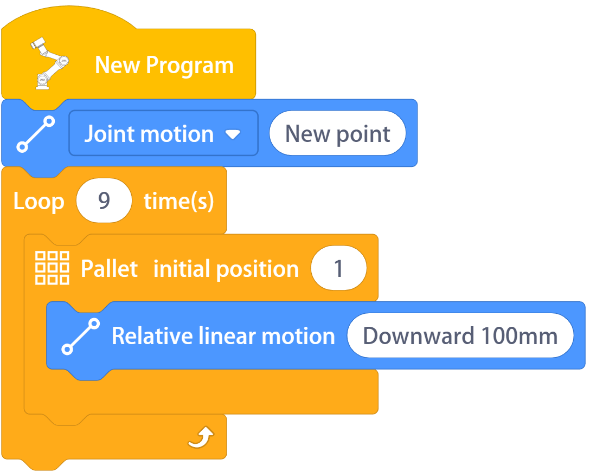 New Program
Joint motion New point
Loop 9 time(s)
Pallet initial position 1
Relative linear motion Downward 100mm